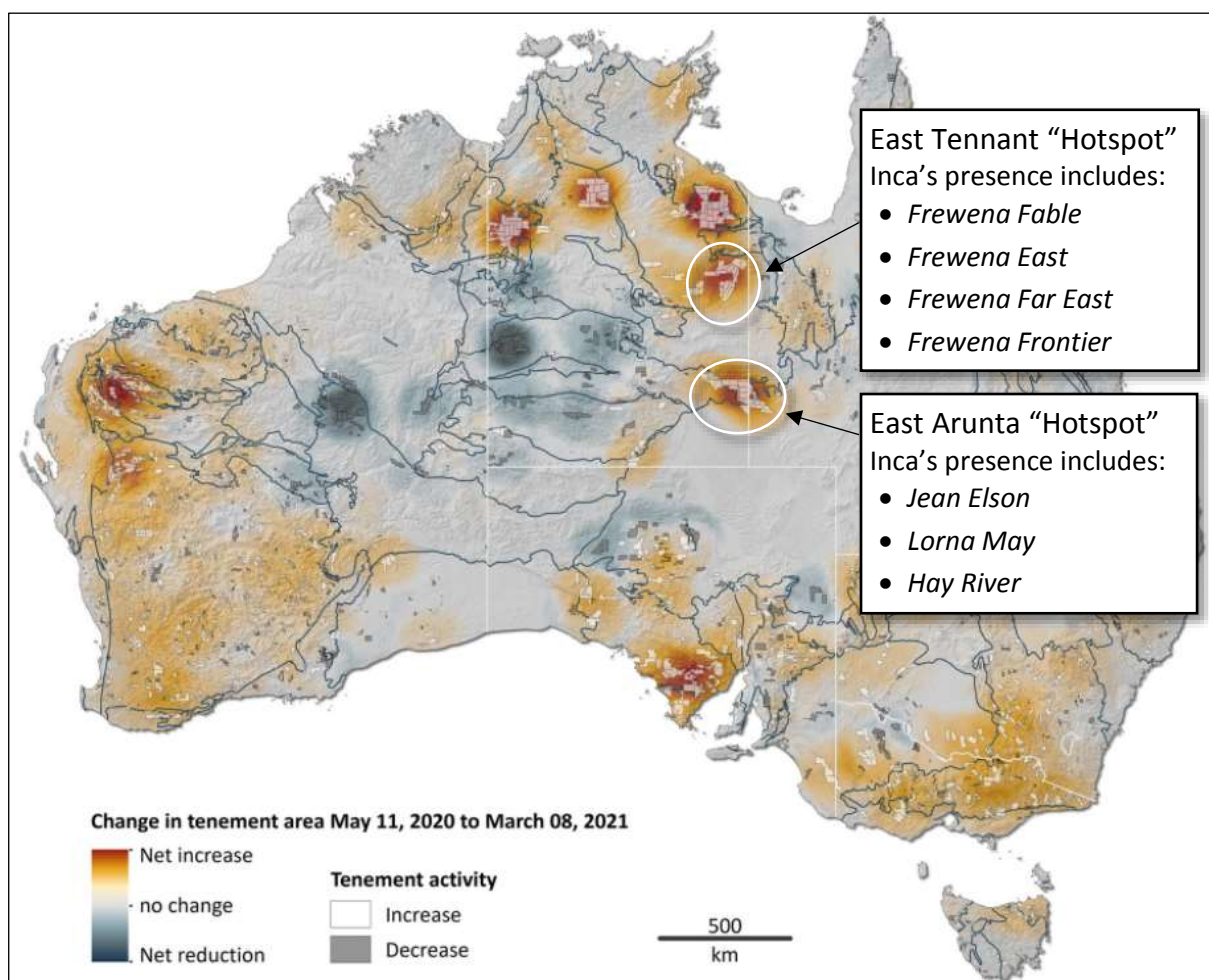 East Tennant “Hotspot”
Inca’s presence includes:
• Frewena Fable
• Frewena East
• Frewena Far East
• Frewena Frontier
East Arunta “Hotspot”
Inca’s presence includes:
• Jean Elson
• Lorna May
• Hay River
Change in tenement area May 11, 2020 to March 08, 2021
Net increase
no change
Net reduction
Tenement activity
Increase
Decrease
500
km